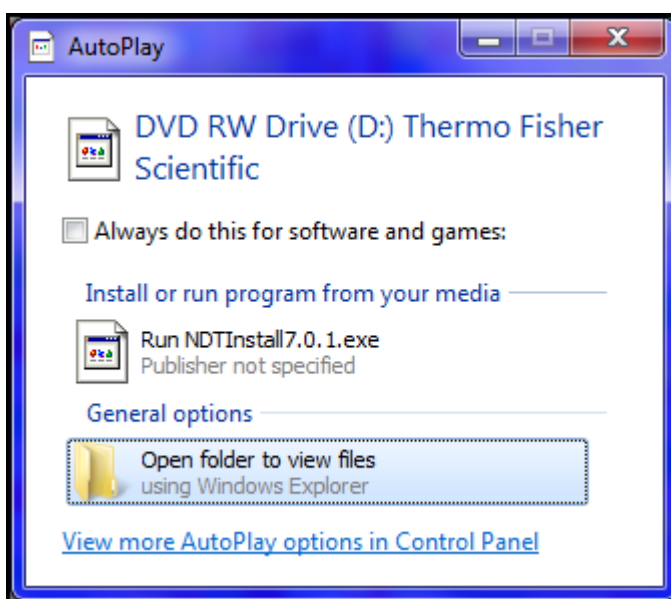 AutoPlay
DVD RW Drive (D:) Thermo Fisher
Scientific
Always do this for software and games:
Install or run program from your media
Run NDTInstall7.0.1.exe
Publisher not specified
General options
Open folder to view files
using Windows Explorer
View more AutoPlay options in Control Panel